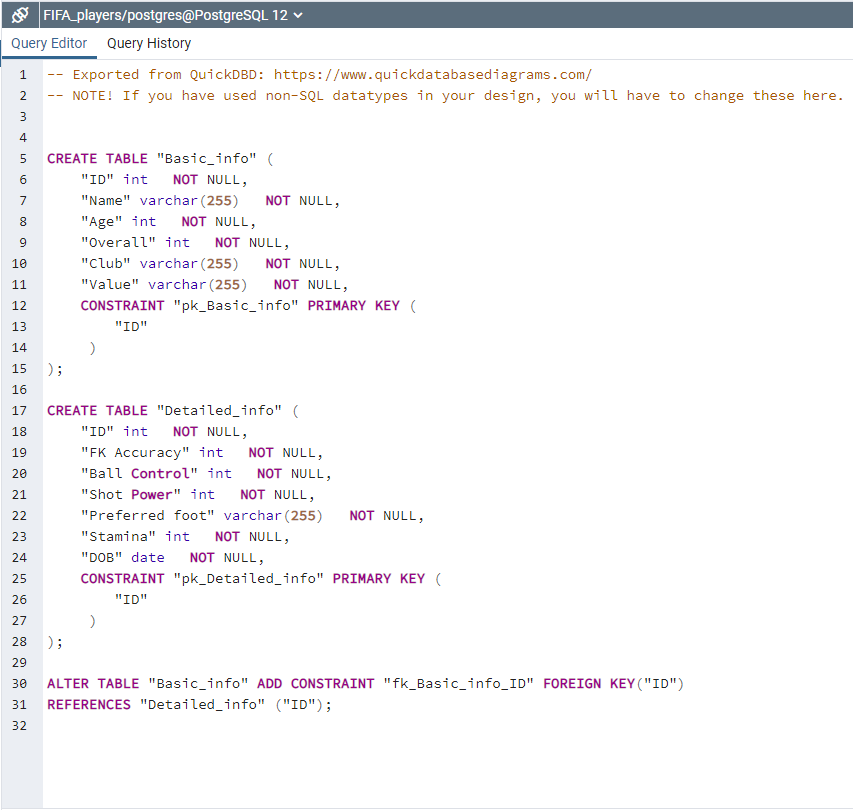 FIFA_players/postgres@PostgreSQL 12
Query Editor Query History
1 -- Exported from QuickDBD: https://www.quickdatabasediagrams.com/
2 -- NOTE! If you have used non-SQL datatypes in your design, you will have to change these here.
3
4
5 CREATE TABLE "Basic_info" (
6 "ID" int NOT NULL,
7 "Name" varchar(255) NOT NULL,
8 "Age" int NOT NULL,
9 "Overall" int NOT NULL,
10 "Club" varchar(255) NOT NULL,
11 "Value" varchar(255) NOT NULL,
12 CONSTRAINT "pk_Basic_info" PRIMARY KEY (
13 "ID"
14 )
15 );
16
17 CREATE TABLE "Detailed_info" (
18 "ID" int NOT NULL,
19 "FK Accuracy" int NOT NULL,
20 "Ball Control" int NOT NULL,
21 "Shot Power" int NOT NULL,
22 "Preferred foot" varchar(255) NOT NULL,
23 "Stamina" int NOT NULL,
24 "DOB" date NOT NULL,
25 CONSTRAINT "pk_Detailed_info" PRIMARY KEY (
26 "ID"
27 )
28 );
29
30 ALTER TABLE "Basic_info" ADD CONSTRAINT "fk_Basic_info_ID" FOREIGN KEY("ID")
31 REFERENCES "Detailed_info" ("ID");
32